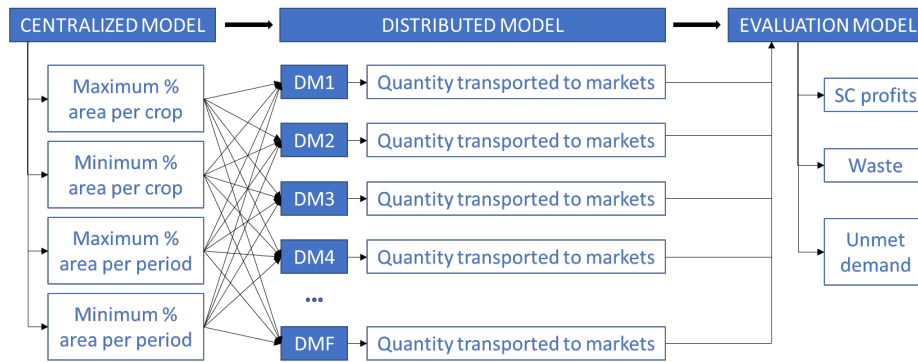 CENTRALIZED MODEL
DISTRIBUTED MODEL
EVALUATION MODEL
Maximum %
area per crop
Minimum %
area per crop
Maximum %
area per period
Minimum %
area per period
DM1
Quantity transported to markets
DM2
Quantity transported to markets
DM3
Quantity transported to markets
DM4
Quantity transported to markets
...
DMF
Quantity transported to markets
SC profits
Waste
Unmet
demand